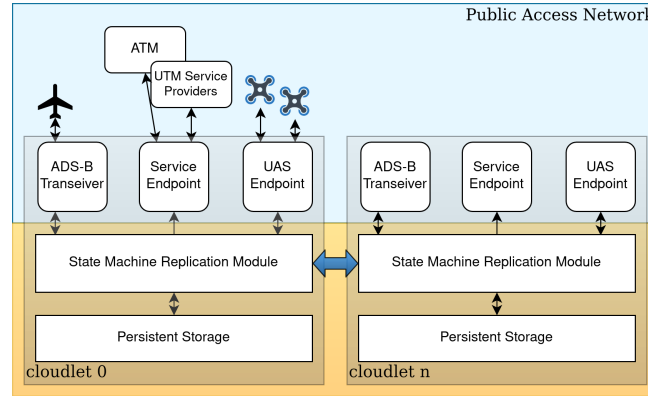 Public Access Network
ATM
UTM Service
Providers
ADS-B
Transeiver
Service
Endpoint
UAS
Endpoint
ADS-B
Transeiver
Service
Endpoint
UAS
Endpoint
State Machine Replication Module
State Machine Replication Module
Persistent Storage
Persistent Storage
cloudlet 0
cloudlet n